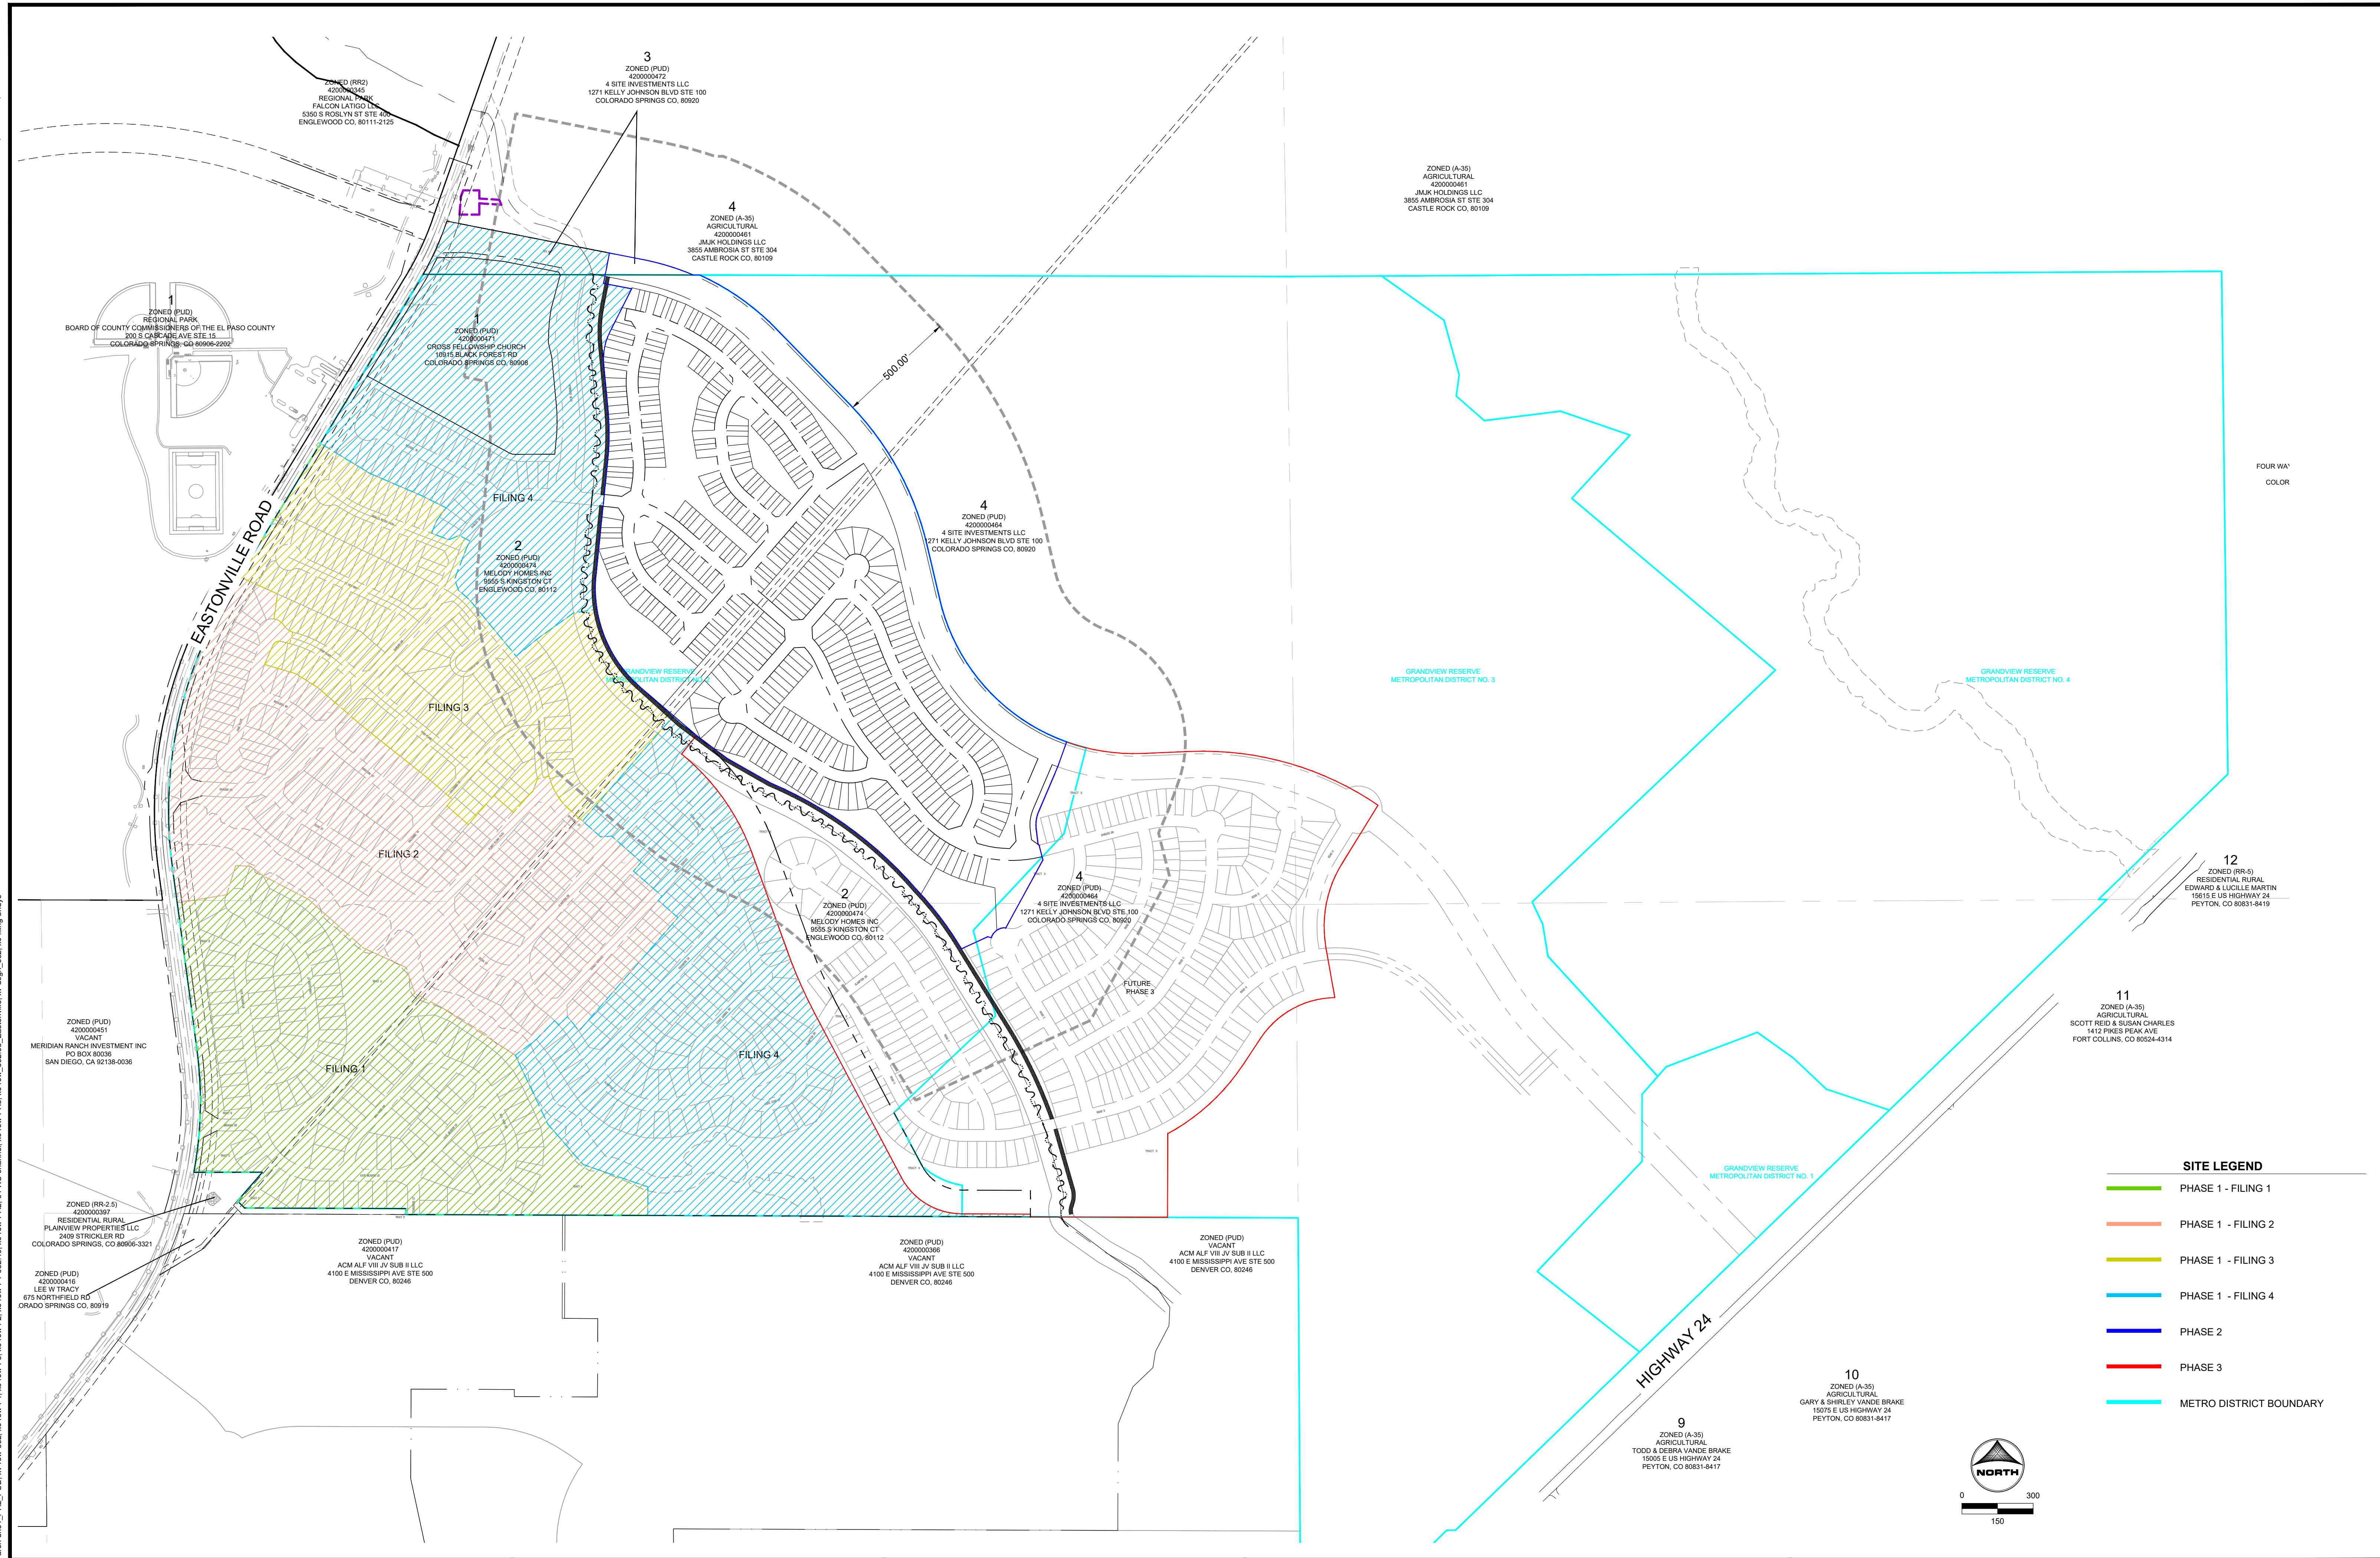 ZONED (RR2)
4200000345
REGIONAL PARK
FALCON LATIGO LLC
5350 S ROSLYN ST STE 400
ENGLEWOOD CO, 80111-2125
3
ZONED (PUD)
4200000472
4 SITE INVESTMENTS LLC
1271 KELLY JOHNSON BLVD STE 100
COLORADO SPRINGS CO, 80920
4
ZONED (A-35)
AGRICULTURAL
4200000461
JMJK HOLDINGS LLC
3855 AMBROSIA ST STE 304
CASTLE ROCK CO, 80109
ZONED (A-35)
AGRICULTURAL
4200000461
JMJK HOLDINGS LLC
3855 AMBROSIA ST STE 304
CASTLE ROCK CO, 80109
1
ZONED (PUD)
REGIONAL PARK
BOARD OF COUNTY COMMISSIONERS OF THE EL PASO COUNTY
200 S CASCADE AVE STE 15
COLORADO SPRINGS, CO 80906-2202
1
ZONED (PUD)
4200000471
CROSS FELLOWSHIP CHURCH
10915 BLACK FOREST RD
COLORADO SPRINGS CO, 80908
500.00'
FOUR WA
COLOR
FILING 4
EASTONVILLE ROAD
2
ZONED (PUD)
4200000474
MELODY HOMES INC
9555 S KINGSTON CT
ENGLEWOOD CO, 80112
4
ZONED (PUD)
4200000464
4 SITE INVESTMENTS LLC
1271 KELLY JOHNSON BLVD STE 100
COLORADO SPRINGS CO, 80920
GRANDVIEW RESERVE
METROPOLITAN DISTRICT NO. 2
GRANDVIEW RESERVE
METROPOLITAN DISTRICT NO. 3
GRANDVIEW RESERVE
METROPOLITAN DISTRICT NO. 4
FILING 3
FILING 2
2
ZONED (PUD)
4200000474
MELODY HOMES INC
9555 S KINGSTON CT
ENGLEWOOD CO, 80112
4
ZONED (PUD)
4200000464
4 SITE INVESTMENTS LLC
1271 KELLY JOHNSON BLVD STE 100
COLORADO SPRINGS CO, 80920
12
ZONED (RR-5)
RESIDENTIAL RURAL
EDWARD & LUCILLE MARTIN
15615 E US HIGHWAY 24
PEYTON, CO 80831-8419
FUTURE
PHASE 3
11
ZONED (A-35)
AGRICULTURAL
SCOTT REID & SUSAN CHARLES
1412 PIKES PEAK AVE
FORT COLLINS, CO 80524-4314
ZONED (PUD)
4200000451
VACANT
MERIDIAN RANCH INVESTMENT INC
PO BOX 80036
SAN DIEGO, CA 92138-0036
FILING 1
FILING 4
GRANDVIEW RESERVE
METROPOLITAN DISTRICT NO. 1
ZONED (RR-2.5)
4200000397
RESIDENTIAL RURAL
PLAINVIEW PROPERTIES LLC
2409 STRICKLER RD
COLORADO SPRINGS, CO 80906-3321
ZONED (PUD)
4200000416
LEE W TRACY
675 NORTHFIELD RD
ORADO SPRINGS CO, 80919
ZONED (PUD)
4200000417
VACANT
ACM ALF VIII JV SUB II LLC
4100 E MISSISSIPPI AVE STE 500
DENVER CO, 80246
ZONED (PUD)
4200000366
VACANT
ACM ALF VIII JV SUB II LLC
4100 E MISSISSIPPI AVE STE 500
DENVER CO, 80246
ZONED (PUD)
VACANT
ACM ALF VIII JV SUB II LLC
4100 E MISSISSIPPI AVE STE 500
DENVER CO, 80246
HIGHWAY 24
10
ZONED (A-35)
AGRICULTURAL
GARY & SHIRLEY VANDE BRAKE
15075 E US HIGHWAY 24
PEYTON, CO 80831-8417
9
ZONED (A-35)
AGRICULTURAL
TODD & DEBRA VANDE BRAKE
15005 E US HIGHWAY 24
PEYTON, CO 80831-8417
SITE LEGEND
PHASE 1 - FILING 1
PHASE 1 - FILING 2
PHASE 1 - FILING 3
PHASE 1 - FILING 4
PHASE 2
PHASE 3
METRO DISTRICT BOUNDARY
NORTH
0 300
150